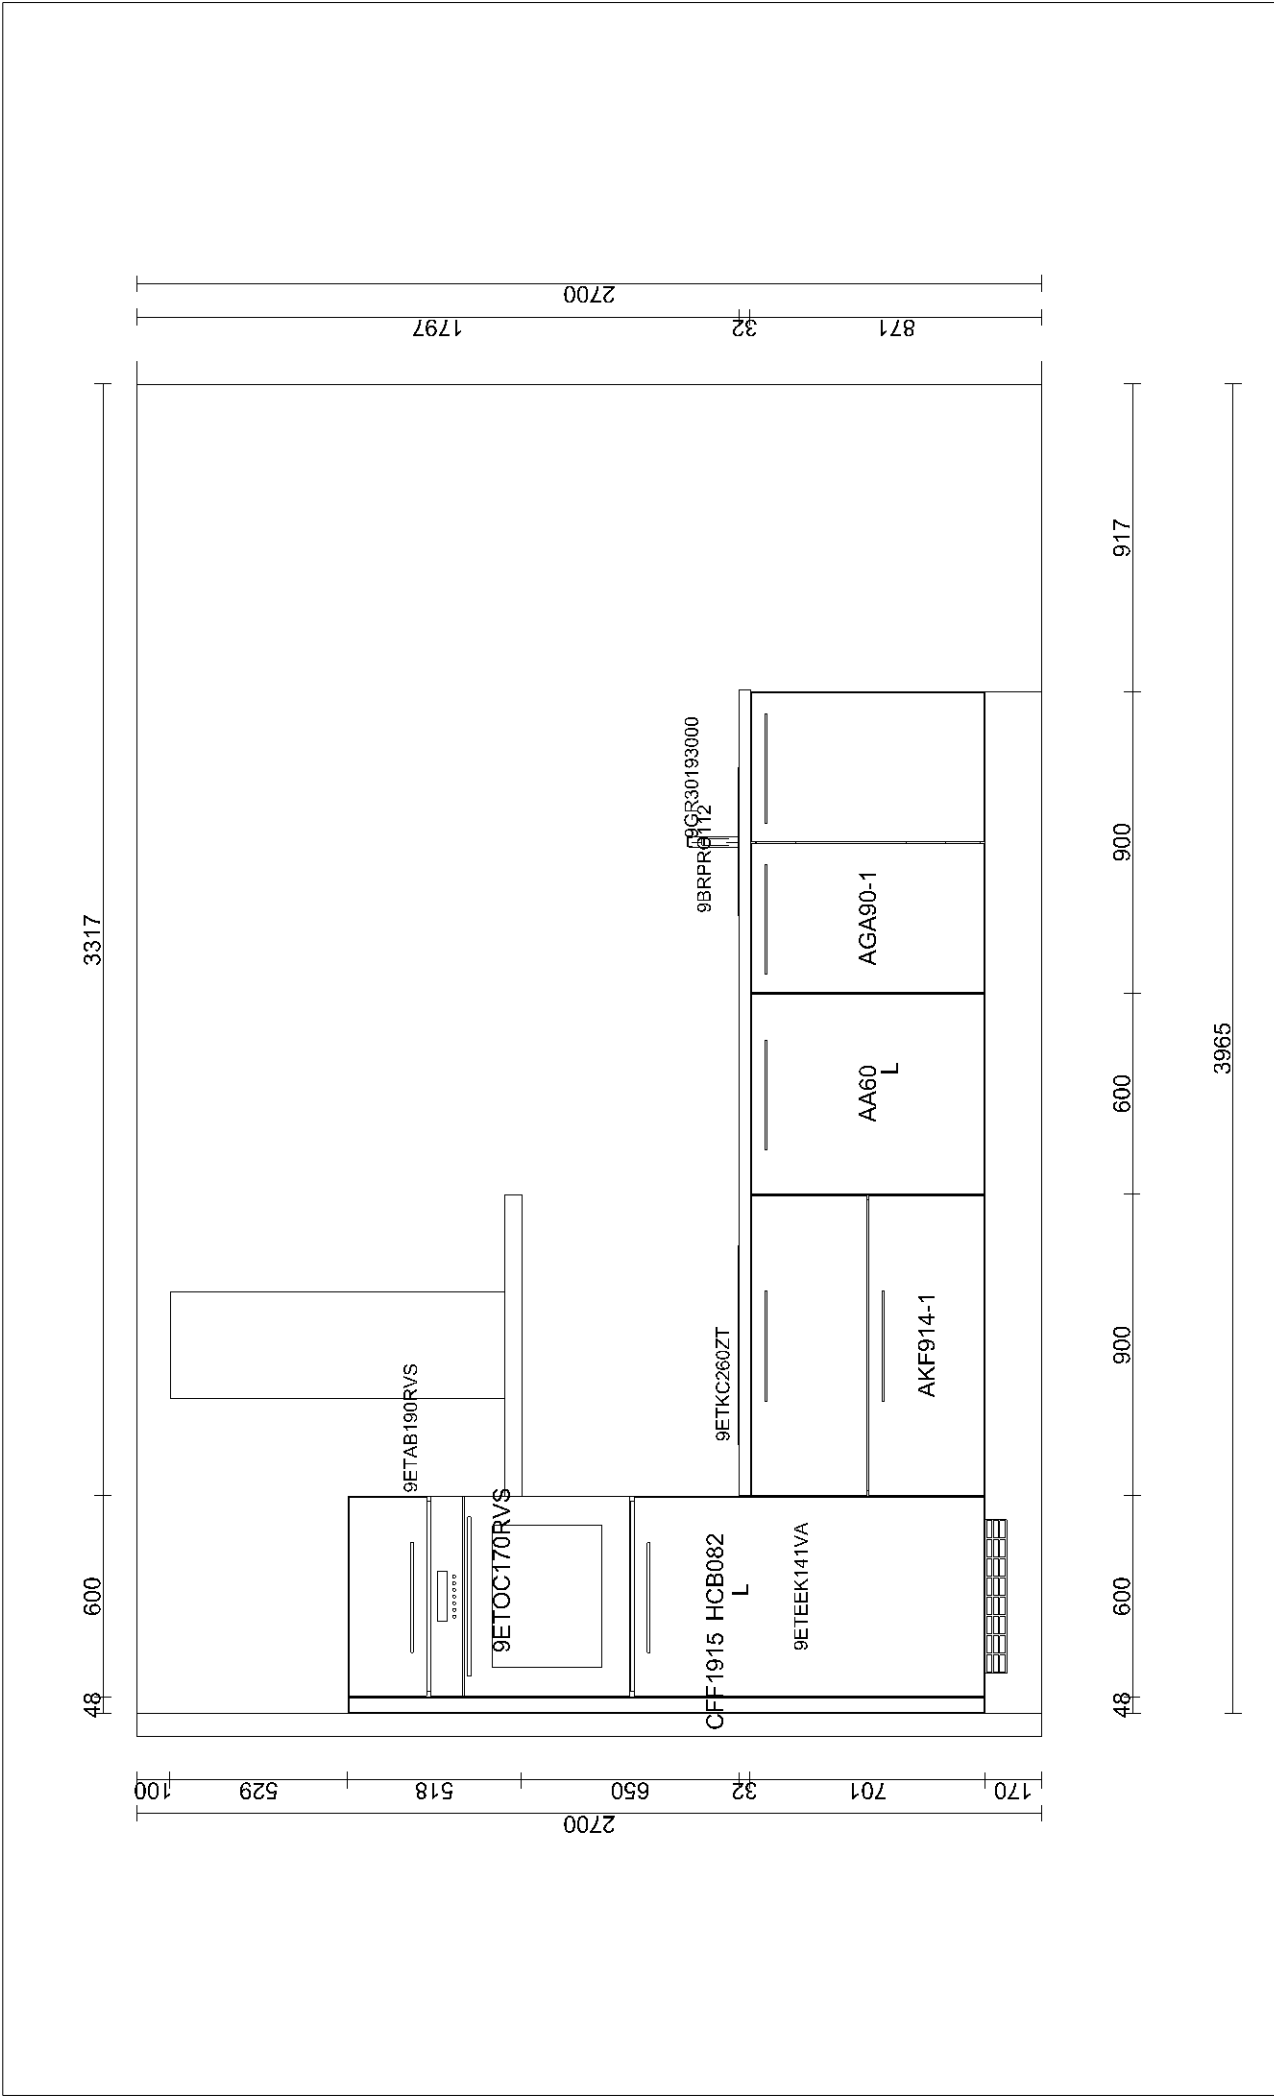 2700
1797
32
871
3317
600
48
917
900
600
900
600
48
3965
9GR30193000
9BRPRO112
AGA90-1
AA60
L
9ETKC260ZT
AKF914-1
9ETAB190RVS
9ETOC170RVS
CFF1915 HCB082
L
9ETEEK141VA
100
529
518
650
32
701
170
2700